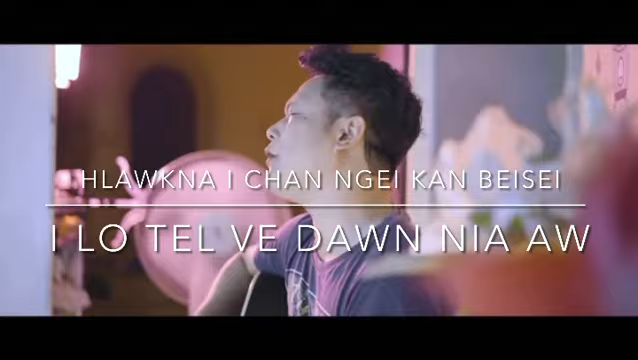 HLAWKNA I CHAN NGEI KAN BEISEI
I LO TEL VE DAWN NIA AW